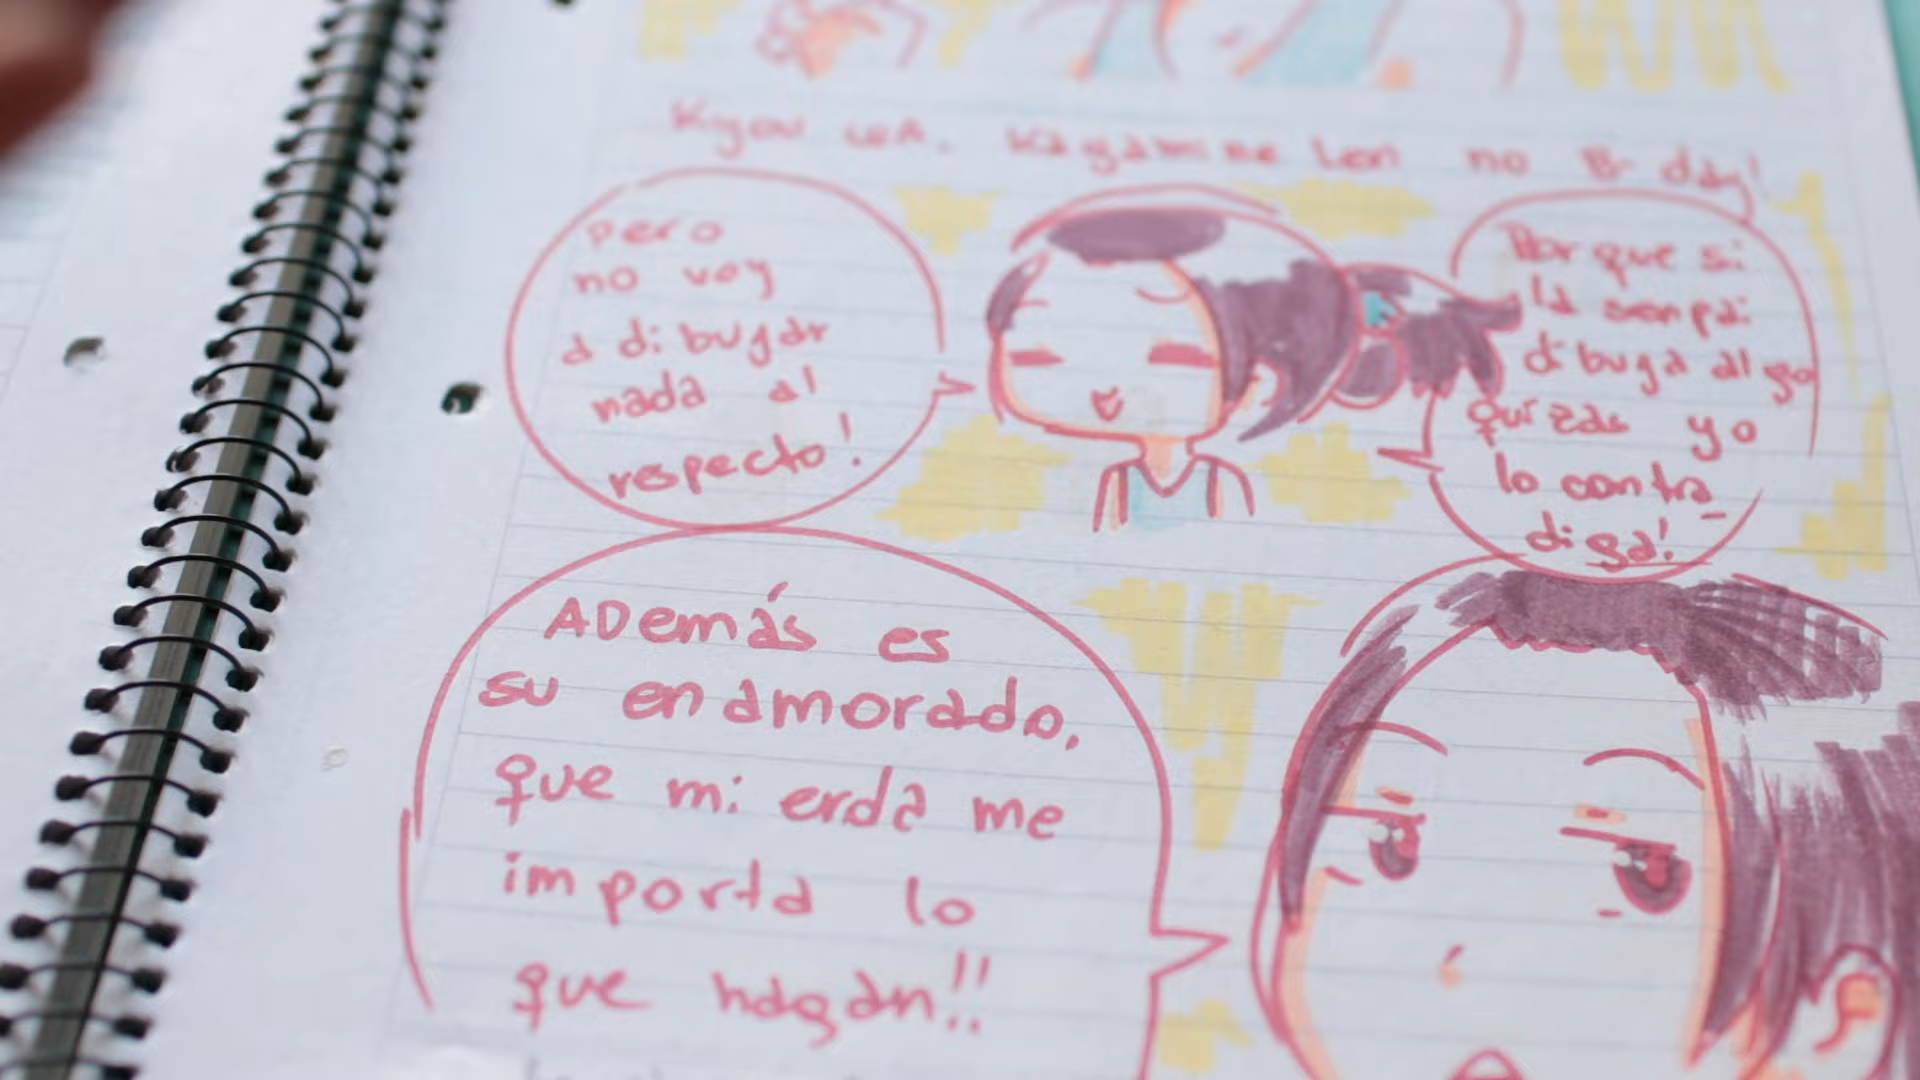 Kyou wA. Kagamine Len no B-day!
pero
no voy
a dibujar
nada al
respecto!
Porque si
la senpai
dibuja algo
quizas yo
lo contra-
diga!
ADemás es
su enamorado,
que mierda me
importa lo
que hagan!!